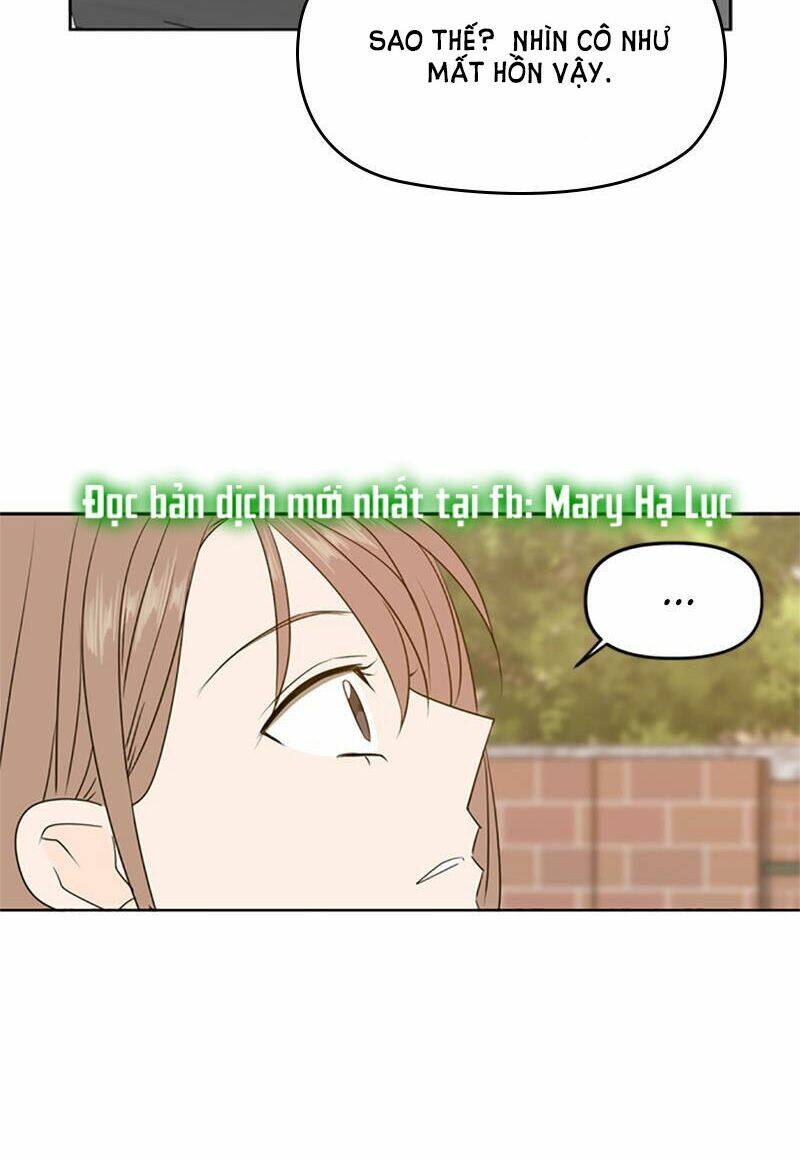 SAO THẾ? NHÌN CÔ NHƯ
MẤT HỒN VẬY.
Đọc bản dịch mới nhất tại fb: Mary Hạ Lục
...